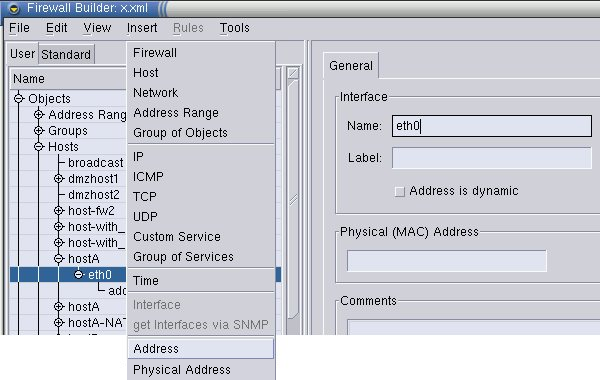 Firewall Builder: x.xml
File Edit View Insert Rules Tools
User Standard
Name
Objects
Address Rang
Groups
Hosts
broadcast
dmzhost1
dmzhost2
host-fw2
host-with_
host-with_
hostA
eth0
add
hostA
hostA-NAT
Firewall
Host
Network
Address Range
Group of Objects
IP
ICMP
TCP
UDP
Custom Service
Group of Services
Time
Interface
get Interfaces via SNMP
Address
Physical Address
General
Interface
Name: eth0
Label:
Address is dynamic
Physical (MAC) Address
Comments